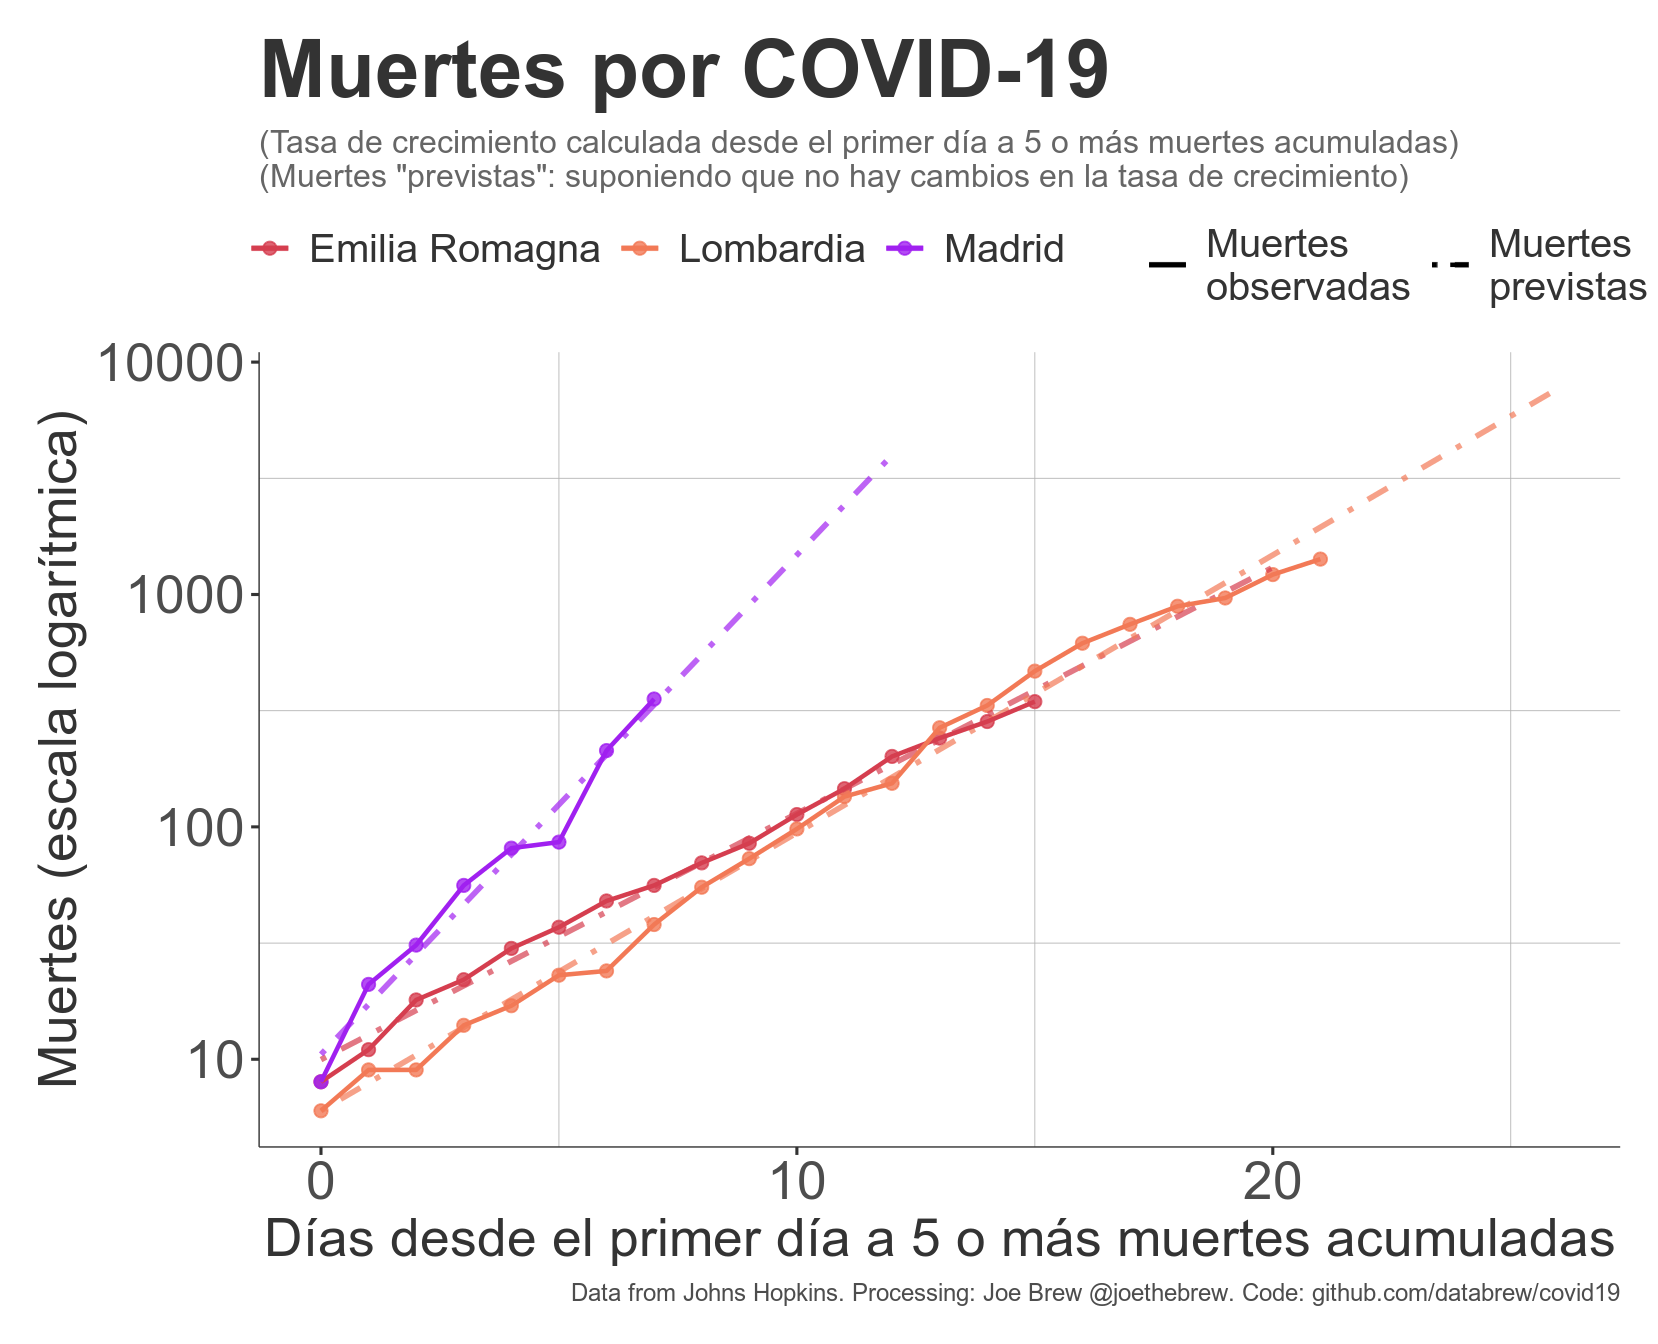 Muertes por COVID-19
(Tasa de crecimiento calculada desde el primer día a 5 o más muertes acumuladas)
(Muertes "previstas": suponiendo que no hay cambios en la tasa de crecimiento)
Emilia Romagna
Lombardia
Madrid
Muertes
observadas
Muertes
previstas
Muertes (escala logarítmica)
10000
1000
100
10
0
10
20
Días desde el primer día a 5 o más muertes acumuladas
Data from Johns Hopkins. Processing: Joe Brew @joethebrew. Code: github.com/databrew/covid19